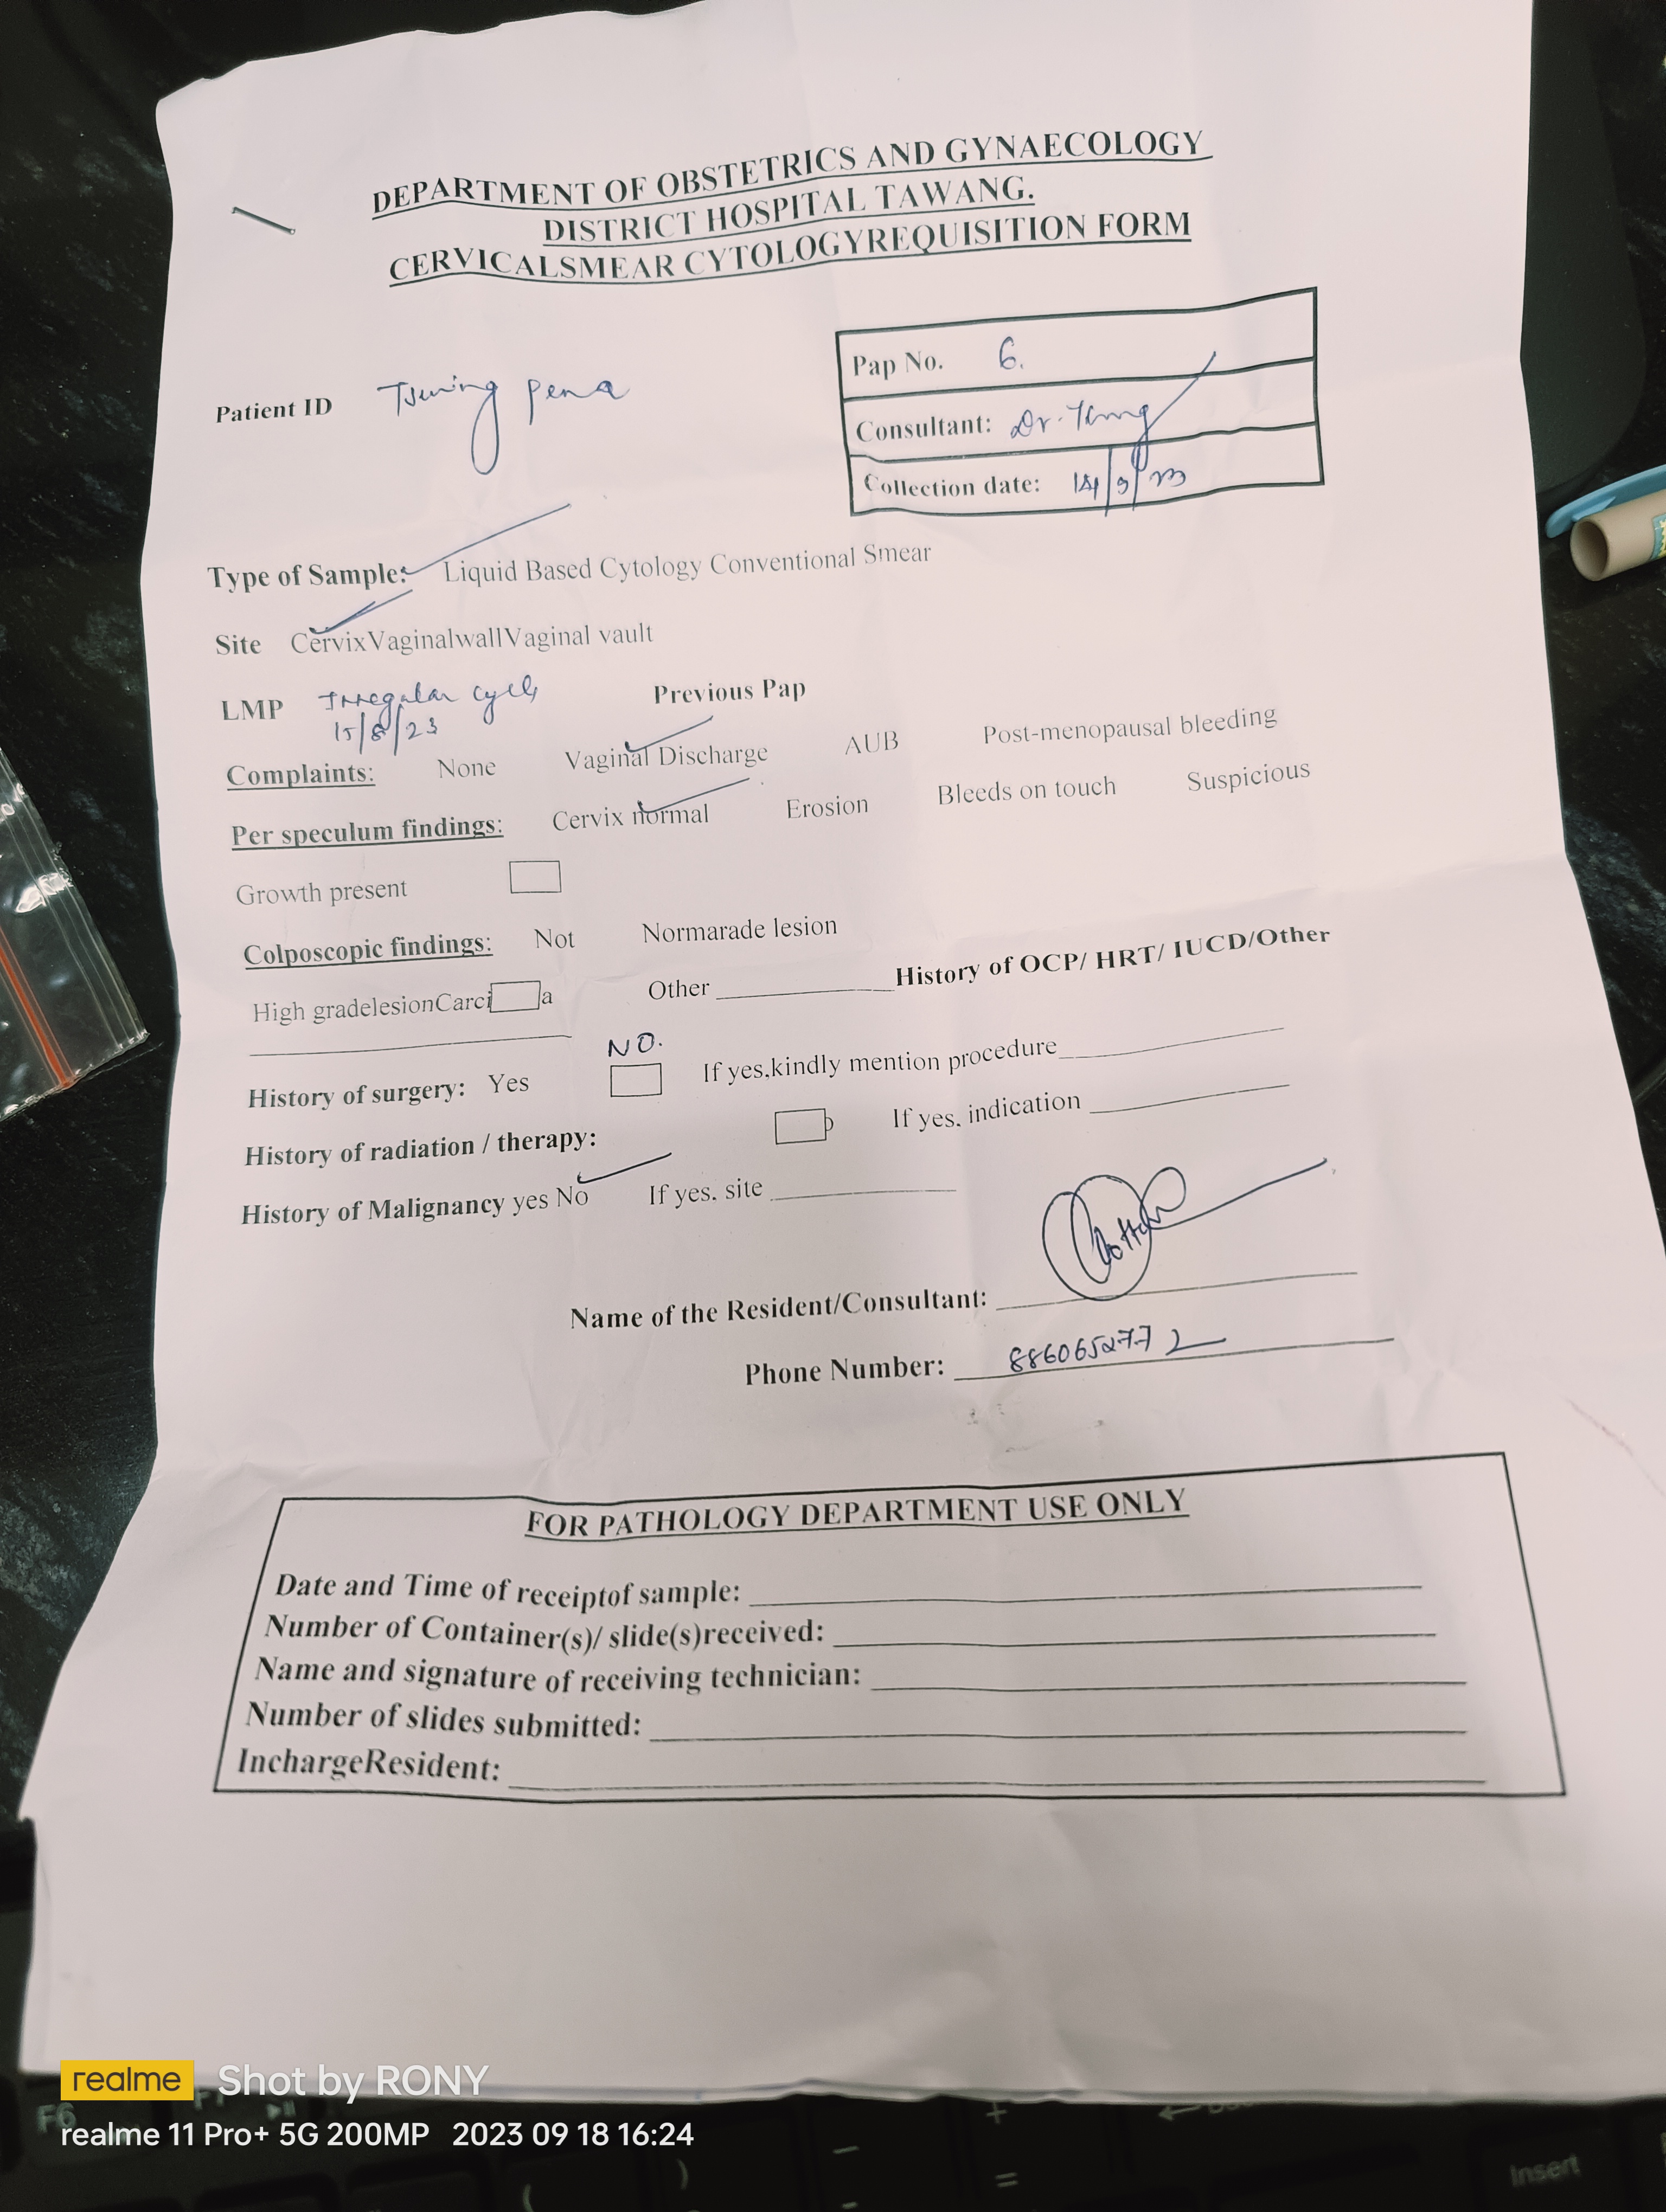 DEPARTMENT OF OBSTETRICS AND GYNAECOLOGY
DISTRICT HOSPITAL TAWANG.
CERVICALSMEAR CYTOLOGYREQUISITION FORM
Pap No. 6.
Patient ID Pema
Consultant: Dr.
Collection date: 14/9/23
Type of Sample: Liquid Based Cytology Conventional Smear
Site CervixVaginalwallVaginal vault
LMP Irregular cycle Previous Pap
15/8/23
Complaints: None Vaginal Discharge AUB Post-menopausal bleeding
Per speculum findings: Cervix normal Erosion Bleeds on touch Suspicious
Growth present
Colposcopic findings: Not Normarade lesion
High gradelesionCarci a Other History of OCP/ HRT/ IUCD/Other
NO.
History of surgery: Yes If yes,kindly mention procedure
History of radiation / therapy: If yes, indication
History of Malignancy yes No If yes, site
Name of the Resident/Consultant:
Phone Number: 8860652772
FOR PATHOLOGY DEPARTMENT USE ONLY
Date and Time of receiptof sample:
Number of Container(s)/ slide(s)received:
Name and signature of receiving technician:
Number of slides submitted:
InchargeResident:
realme Shot by RONY
realme 11 Pro+ 5G 200MP 2023 09 18 16:24
F6
Insert